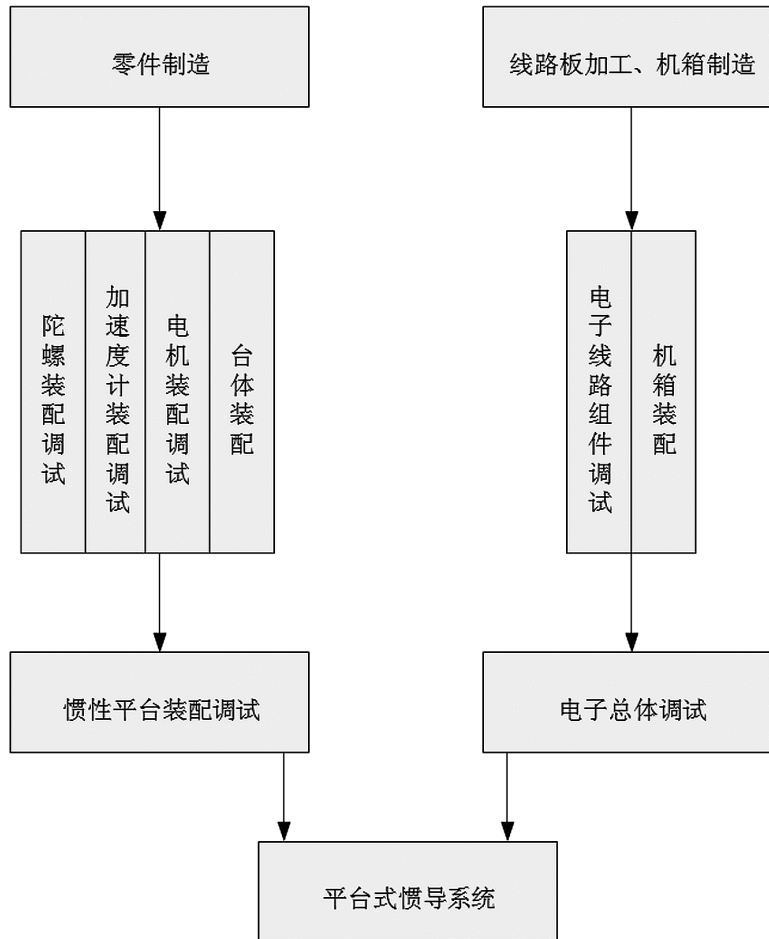 零件制造
线路板加工、机箱制造
陀螺装配调试
加速度计装配调试
电机装配调试
台体装配
电子线路组件调试
机箱装配
惯性平台装配调试
电子总体调试
平台式惯导系统